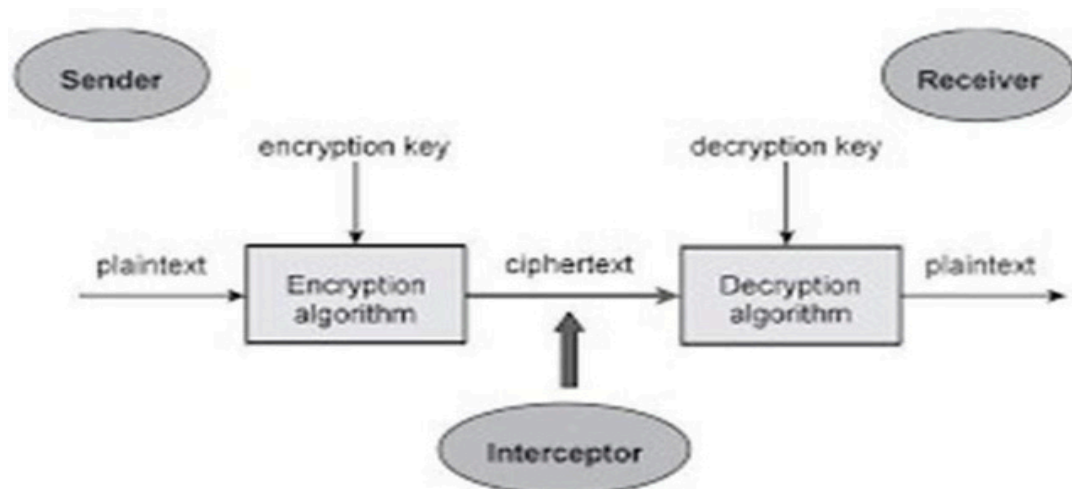 Sender
Receiver
encryption key
decryption key
plaintext
Encryption
algorithm
ciphertext
Decryption
algorithm
plaintext
Interceptor